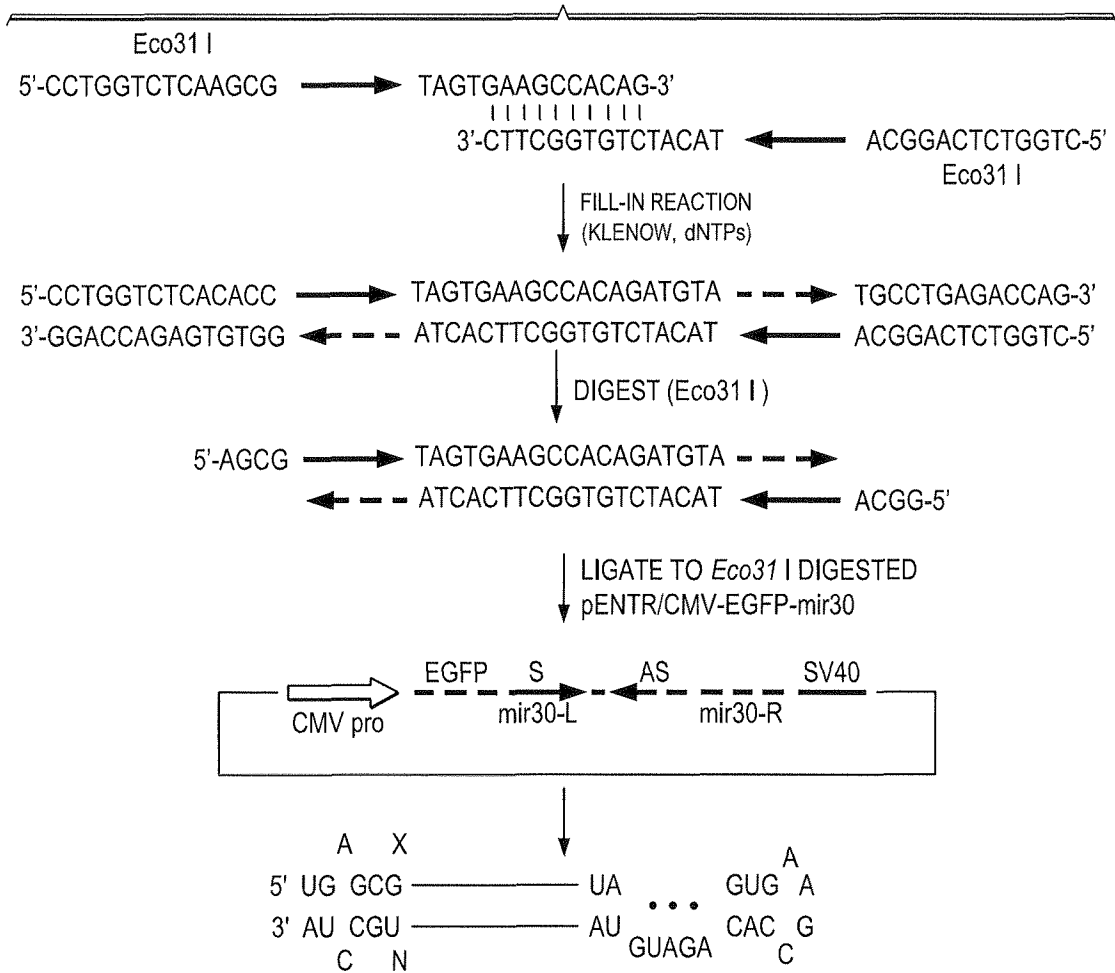 Eco31 I
5'-CCTGGTCTCAAGCG TAGTGAAGCCACAG-3'
3'-CTTCGGTGTCTACAT ACGGACTCTGGTC-5'
Eco31 I
FILL-IN REACTION
(KLENOW, dNTPs)
5'-CCTGGTCTCACACC TAGTGAAGCCACAGATGTA TGCCTGAGACCAG-3'
3'-GGACCAGAGTGTGG ATCACTTCGGTGTCTACAT ACGGACTCTGGTC-5'
DIGEST (Eco31 I)
5'-AGCG TAGTGAAGCCACAGATGTA
ATCACTTCGGTGTCTACAT ACGG-5'
LIGATE TO Eco31 I DIGESTED
pENTR/CMV-EGFP-mir30
EGFP S AS SV40
CMV pro mir30-L mir30-R
A X A
5' UG GCG UA GUG A
3' AU CGU AU GUAGA CAC G
C N C